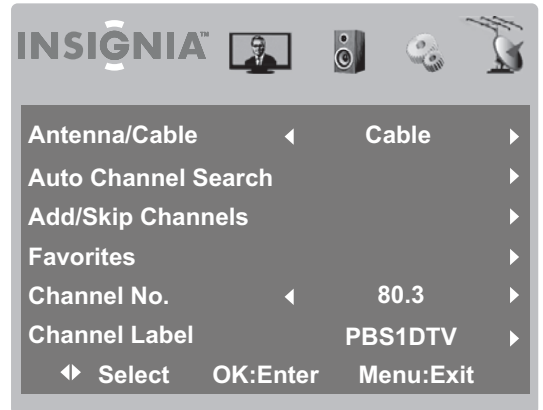 INSIGNIA™
Antenna/Cable Cable
Auto Channel Search
Add/Skip Channels
Favorites
Channel No. 80.3
Channel Label PBS1DTV
Select OK:Enter Menu:Exit